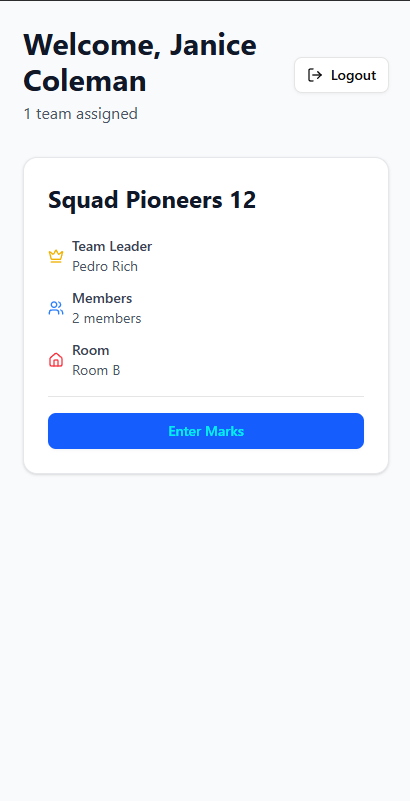 Welcome, Janice
Coleman
Logout
1 team assigned
Squad Pioneers 12
Team Leader
Pedro Rich
Members
2 members
Room
Room B
Enter Marks